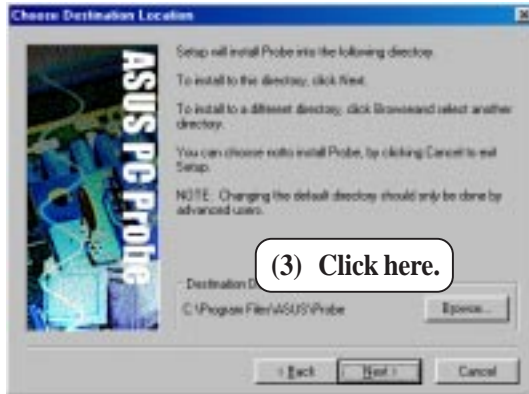 Choose Destination Location
ASUS PC Probe
Setup will install Probe into the following directory.
To install to this directory, click Next.
To install to a different directory, click Browse and select another
directory.
You can choose not to install Probe, by clicking Cancel to exit
Setup.
NOTE: Changing the default directory should only be done by
advanced users.
(3) Click here.
Destination D
C:\Program Files\ASUS\Probe
Browse...
< Back
Next >
Cancel